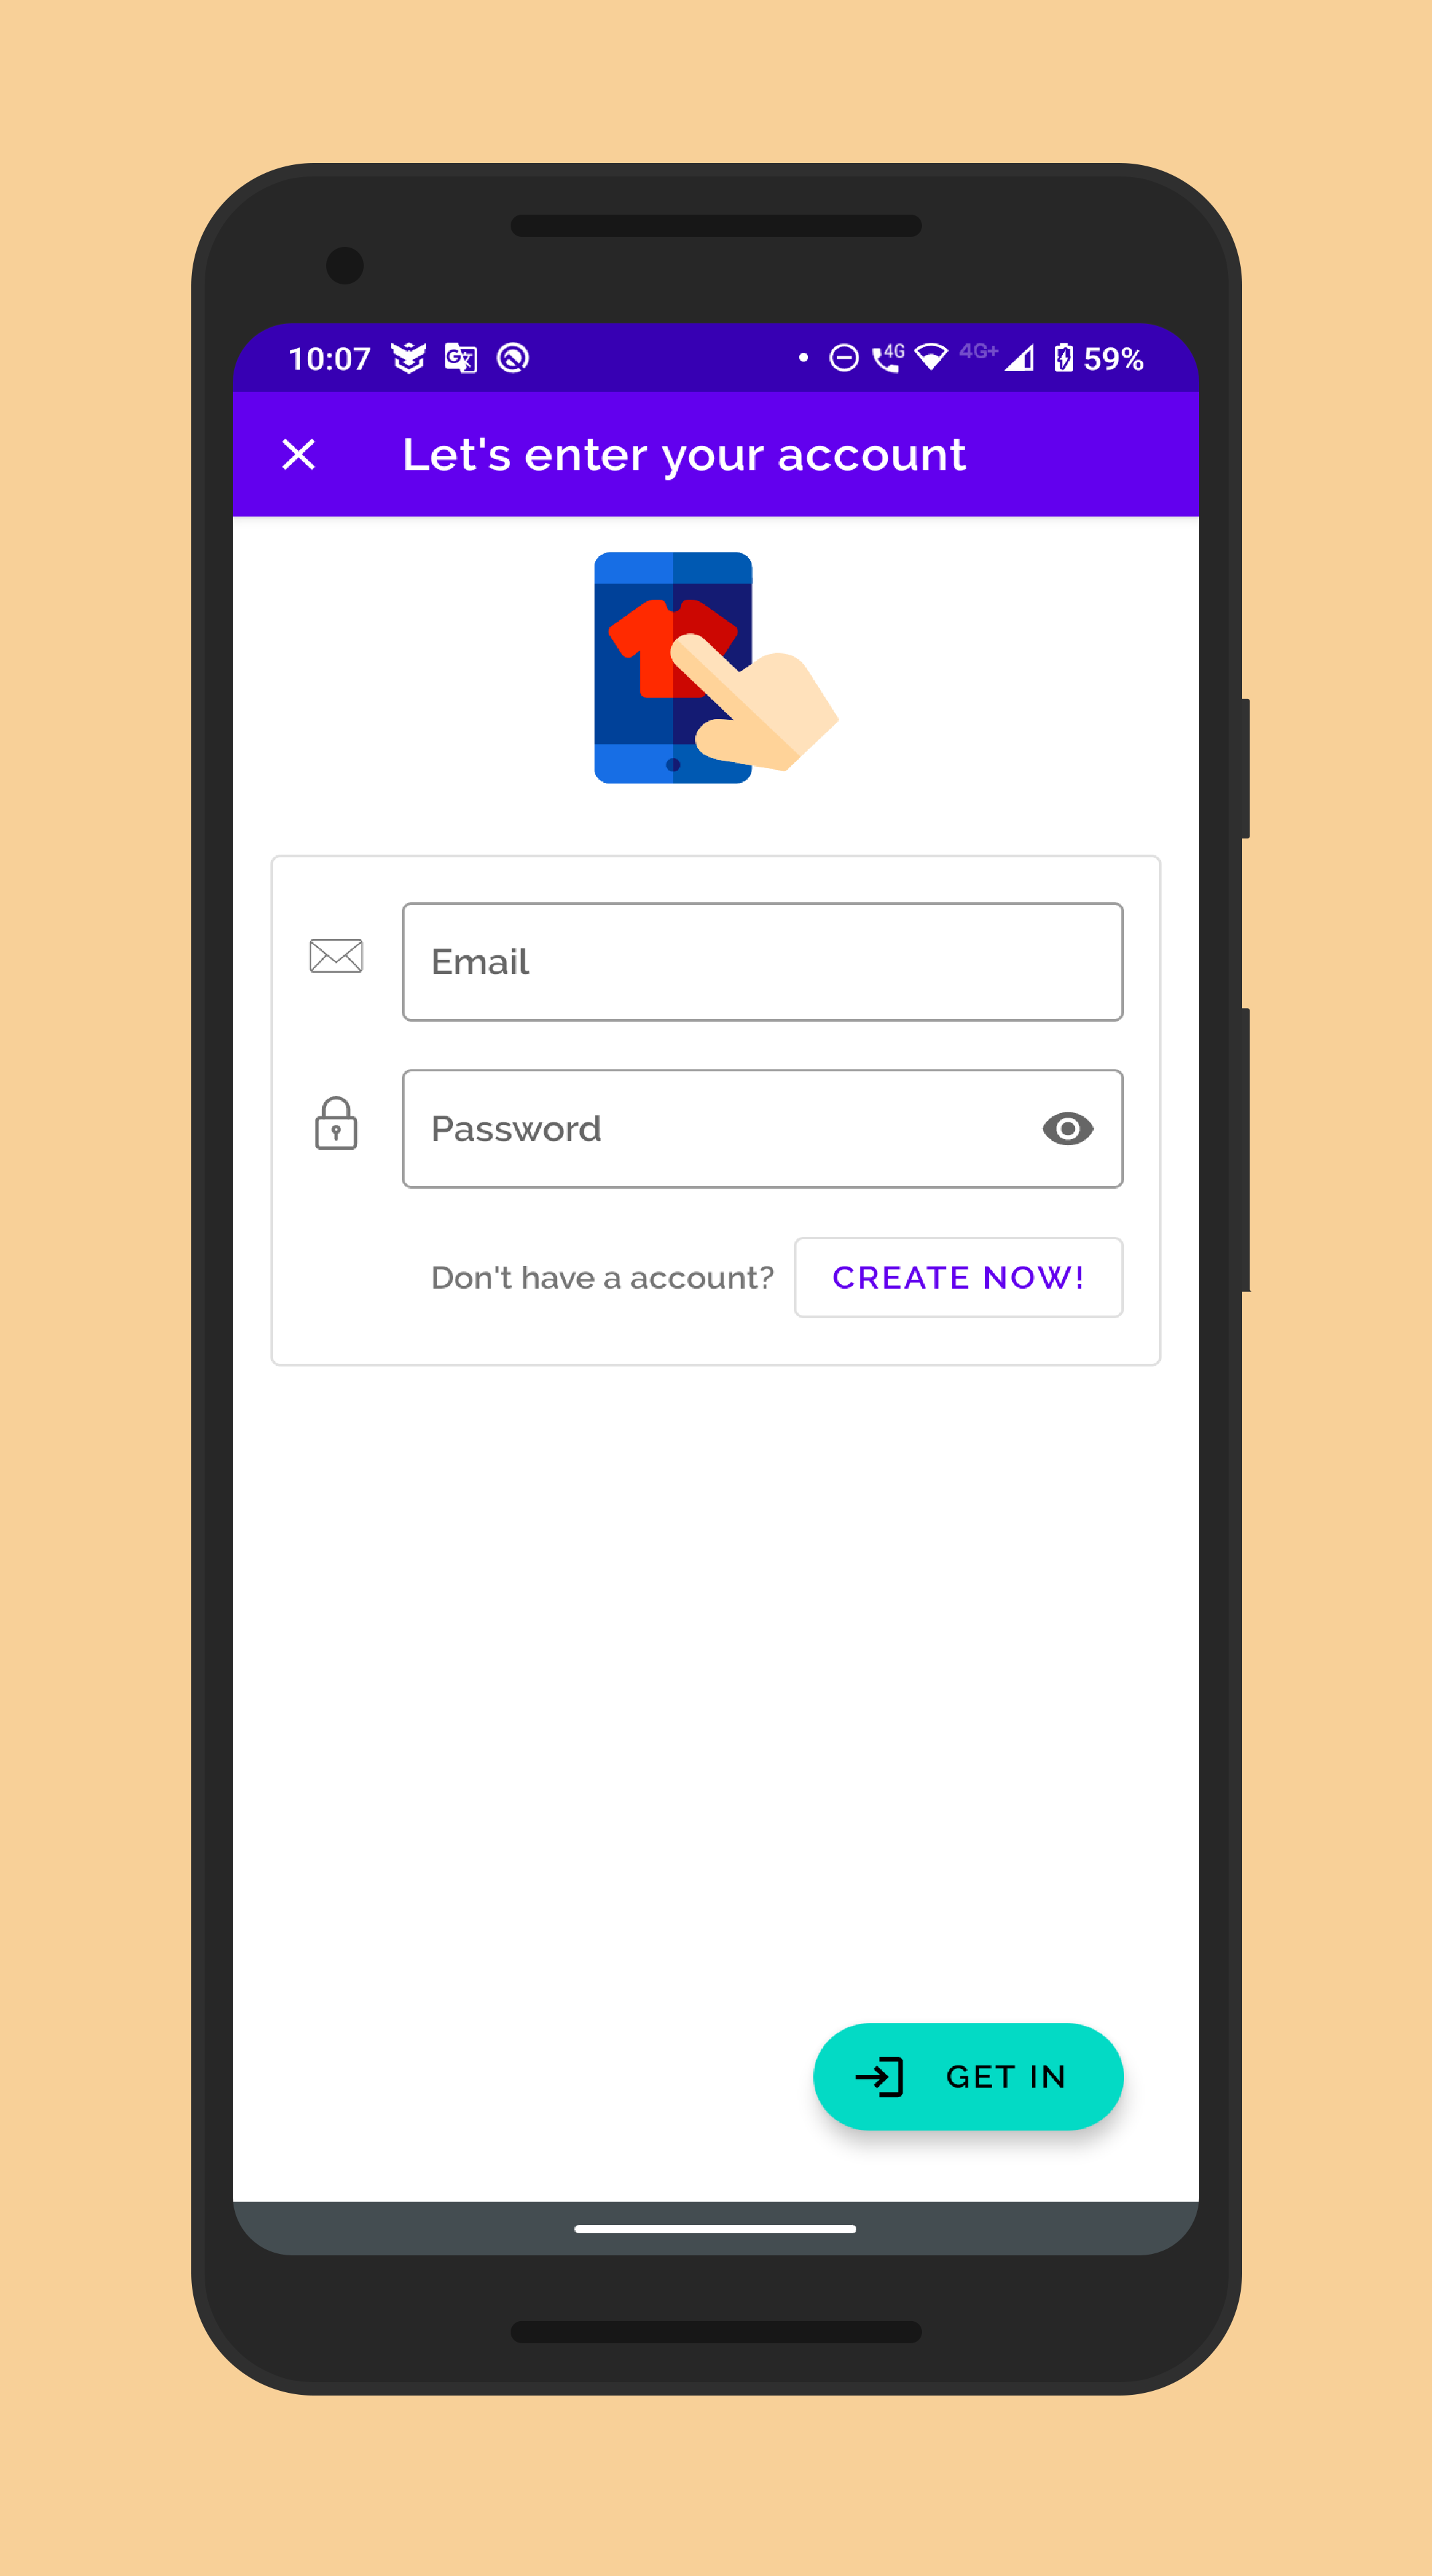 10:07 4G 4G+ 59%
Let's enter your account
Email
Password
Don't have a account? CREATE NOW!
GET IN